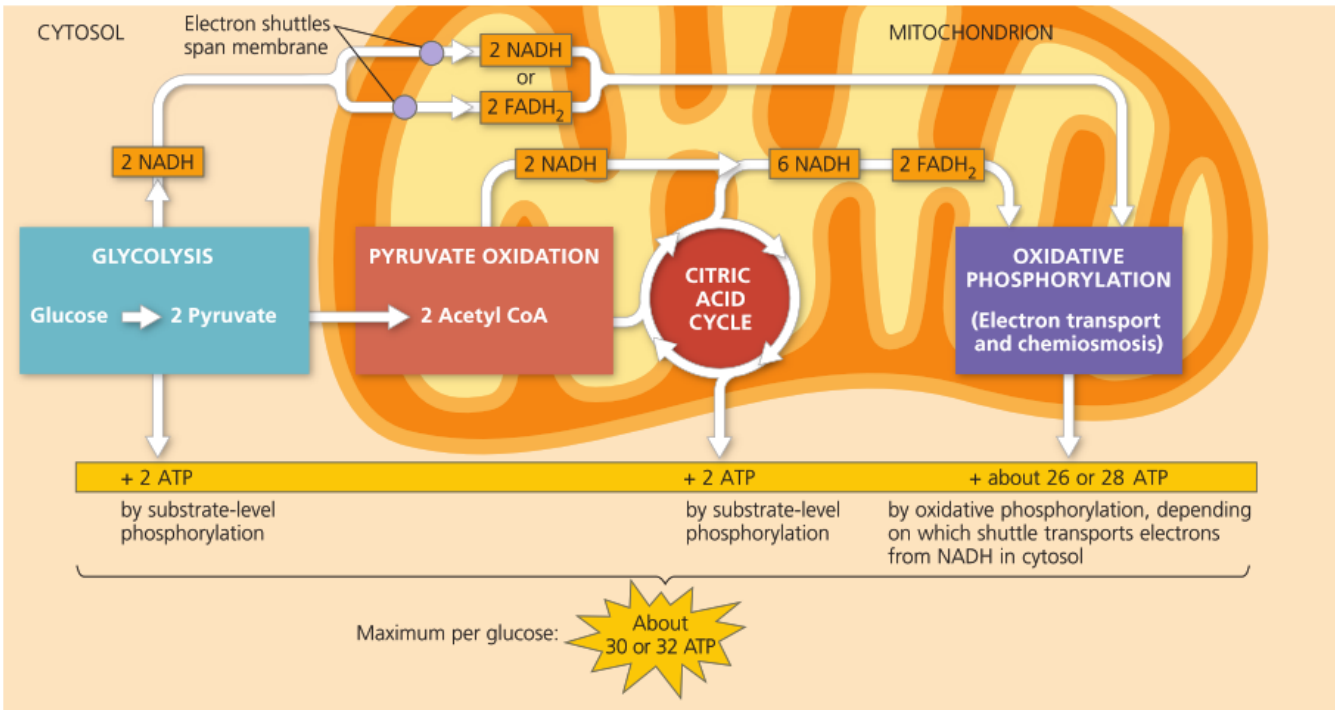 CYTOSOL
Electron shuttles
span membrane
MITOCHONDRION
2 NADH
or
2 FADH₂
2 NADH
2 NADH
6 NADH
2 FADH₂
GLYCOLYSIS
Glucose
2 Pyruvate
PYRUVATE OXIDATION
2 Acetyl CoA
CITRIC
ACID
CYCLE
OXIDATIVE
PHOSPHORYLATION
(Electron transport
and chemiosmosis)
+ 2 ATP
by substrate-level
phosphorylation
+ 2 ATP
by substrate-level
phosphorylation
+ about 26 or 28 ATP
by oxidative phosphorylation, depending
on which shuttle transports electrons
from NADH in cytosol
Maximum per glucose:
About
30 or 32 ATP